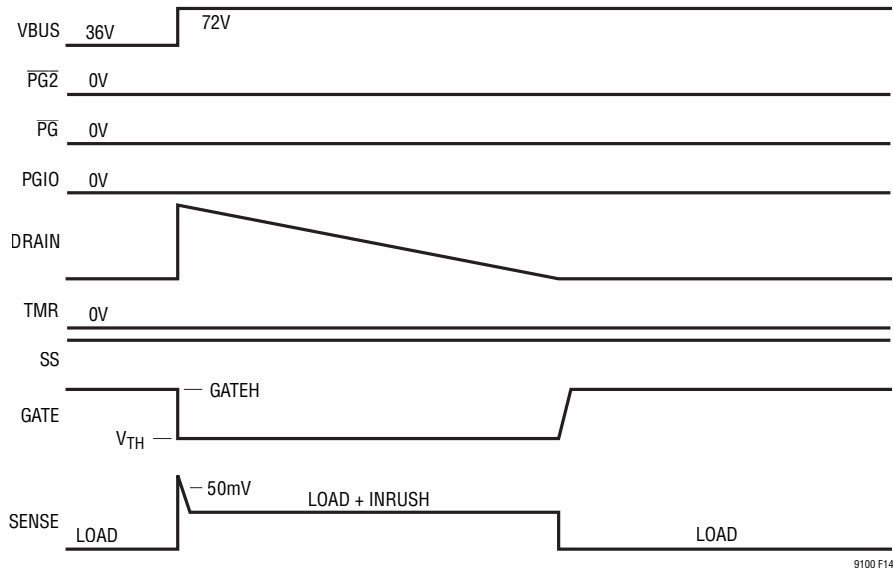 VBUS 36V 72V
PG2 0V
PG 0V
PGIO 0V
DRAIN
TMR 0V
SS
GATEH
GATE
VTH
50mV
LOAD + INRUSH
SENSE
LOAD LOAD
9100 F14